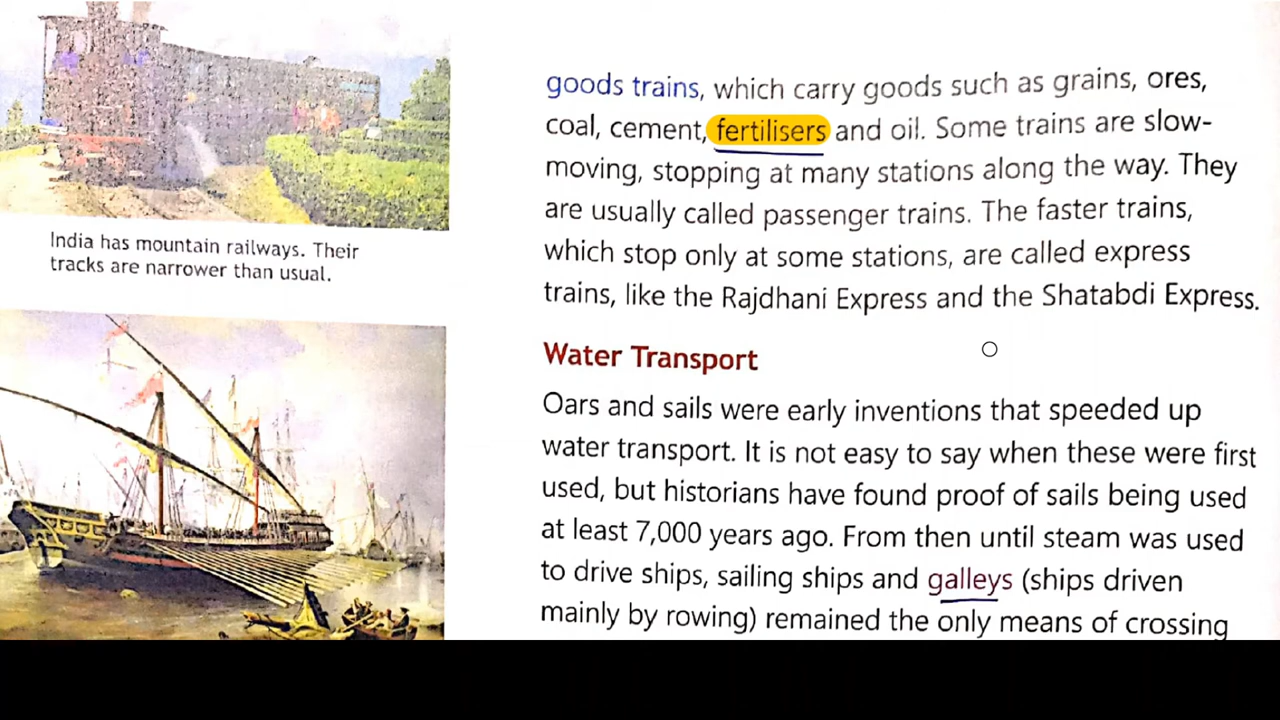 India has mountain railways. Their
tracks are narrower than usual.
goods trains, which carry goods such as grains, ores,
coal, cement, fertilisers and oil. Some trains are slow-
moving, stopping at many stations along the way. They
are usually called passenger trains. The faster trains,
which stop only at some stations, are called express
trains, like the Rajdhani Express and the Shatabdi Express.
Water Transport
Oars and sails were early inventions that speeded up
water transport. It is not easy to say when these were first
used, but historians have found proof of sails being used
at least 7,000 years ago. From then until steam was used
to drive ships, sailing ships and galleys (ships driven
mainly by rowing) remained the only means of crossing